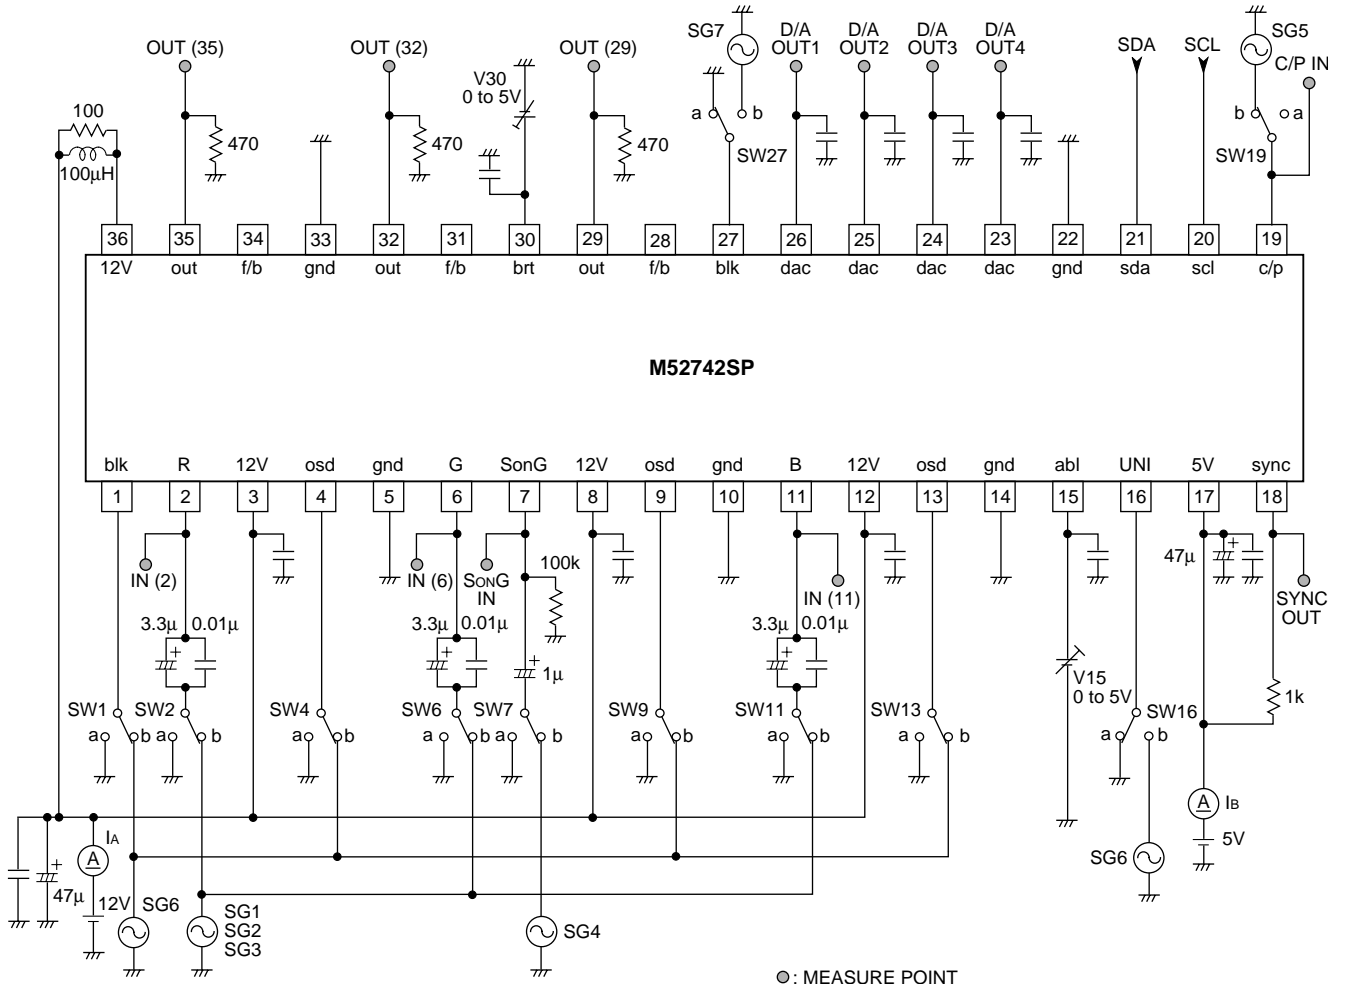 SG7
D/A
OUT1
D/A
OUT2
D/A
OUT3
D/A
OUT4
SG5
OUT (35)
OUT (32)
OUT (29)
SDA
SCL
C/P IN
V30
0 to 5V
100
100μH
470
470
470
a
b
SW27
b
a
SW19
36
35
34
33
32
31
30
29
28
27
26
25
24
23
22
21
20
19
12V
out
f/b
gnd
out
f/b
brt
out
f/b
blk
dac
dac
dac
dac
gnd
sda
scl
c/p
M52742SP
blk
R
12V
osd
gnd
G
SonG
12V
osd
gnd
B
12V
osd
gnd
abl
UNI
5V
sync
1
2
3
4
5
6
7
8
9
10
11
12
13
14
15
16
17
18
IN (2)
IN (6)
SONG
IN
100k
IN (11)
47μ
SYNC
OUT
3.3μ
0.01μ
+
3.3μ
0.01μ
+
+
1μ
3.3μ
0.01μ
+
+
V15
0 to 5V
1k
SW1
SW2
SW4
SW6
SW7
SW9
SW11
SW13
SW16
a
b
a
b
a
b
a
b
a
b
a
b
a
b
a
b
a
b
IA
A
+
47μ
12V
SG6
SG1
SG2
SG3
SG4
A
IB
5V
SG6
: MEASURE POINT